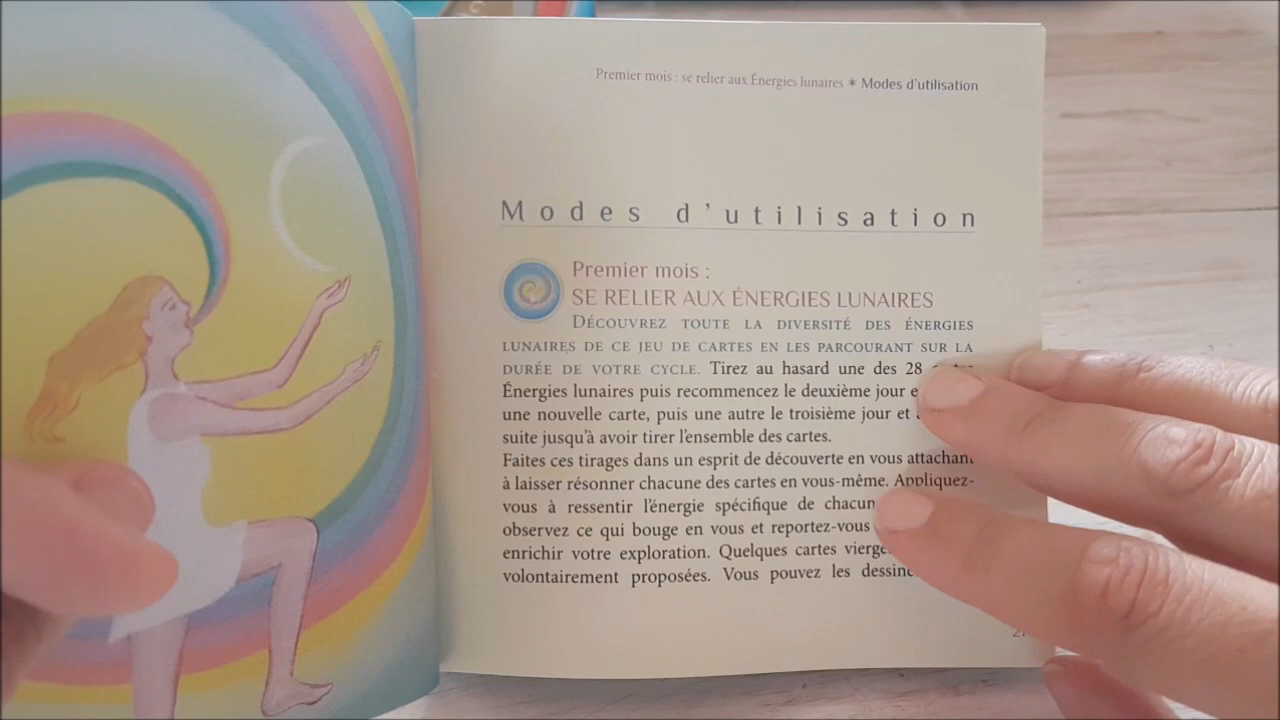 Premier mois : se relier aux Énergies lunaires ✶ Modes d'utilisation
Modes d'utilisation
Premier mois :
SE RELIER AUX ÉNERGIES LUNAIRES
DÉCOUVREZ TOUTE LA DIVERSITÉ DES ÉNERGIES
LUNAIRES DE CE JEU DE CARTES EN LES PARCOURANT SUR LA
DURÉE DE VOTRE CYCLE. Tirez au hasard une des 28
Énergies lunaires puis recommencez le deuxième jour
une nouvelle carte, puis une autre le troisième jour et
suite jusqu'à avoir tirer l'ensemble des cartes.
Faites ces tirages dans un esprit de découverte en vous attachant
à laisser résonner chacune des cartes en vous-même. Appliquez-
vous à ressentir l'énergie spécifique de
observez ce qui bouge en vous et reportez-vous
enrichir votre exploration. Quelques cartes
volontairement proposées. Vous pouvez les